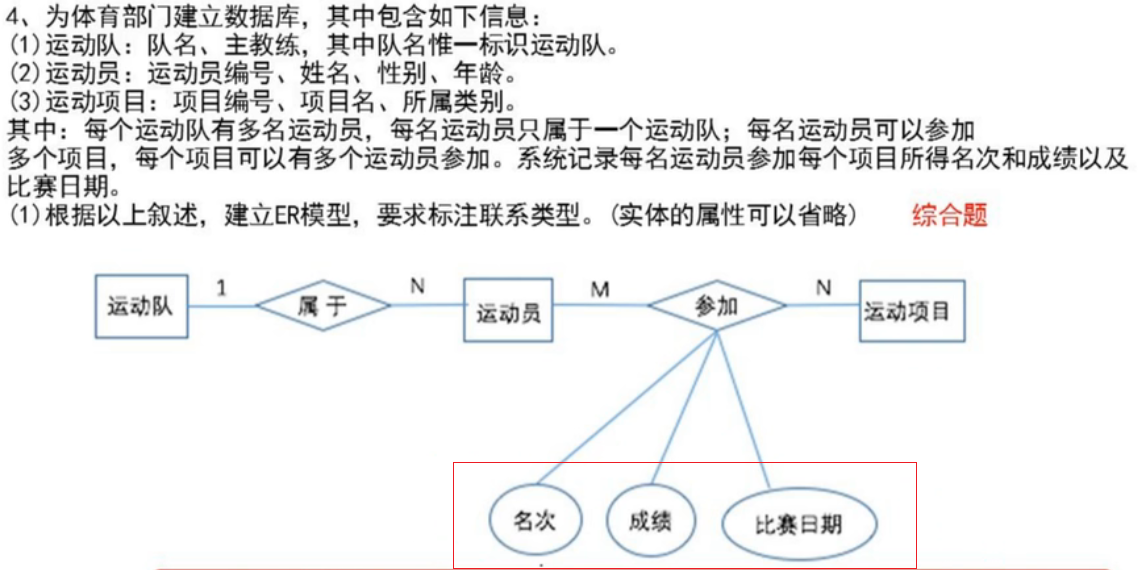 4、为体育部门建立数据库，其中包含如下信息：
(1)运动队：队名、主教练，其中队名惟一标识运动队。
(2)运动员：运动员编号、姓名、性别、年龄。
(3)运动项目：项目编号、项目名、所属类别。
其中：每个运动队有多名运动员，每名运动员只属于一个运动队；每名运动员可以参加
多个项目，每个项目可以有多个运动员参加。系统记录每名运动员参加每个项目所得名次和成绩以及
比赛日期。
(1)根据以上叙述，建立ER模型，要求标注联系类型。(实体的属性可以省略) 综合题
运动队 1 属于 N 运动员 M 参加 N 运动项目
名次 成绩 比赛日期